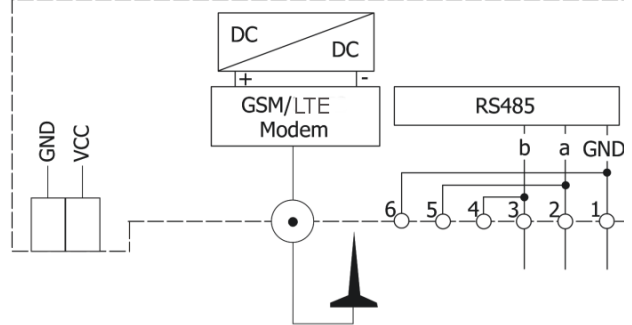 DC
DC
+ -
GSM/LTE
Modem
RS485
GND
VCC
b a GND
6 5 4 3 2 1